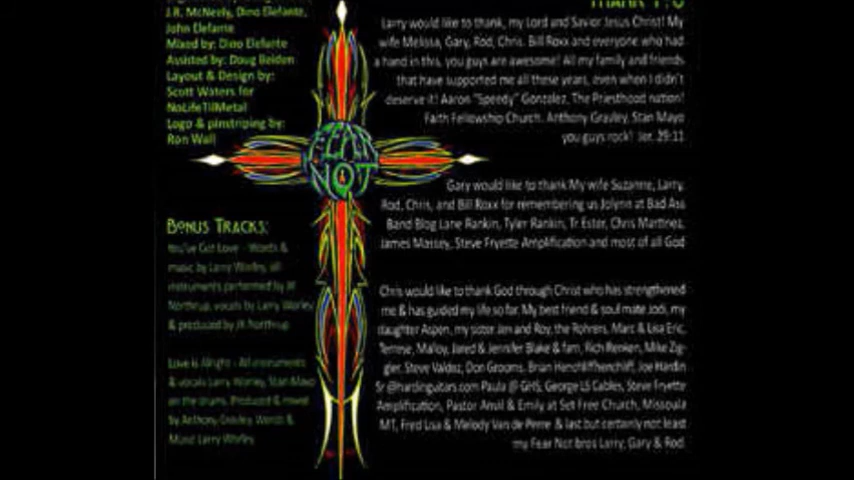 J.R. McNeely, Dino Elefante,
John Elefante
Mixed by: Dino Elefante
Assisted by: Doug Beiden
Layout & Design by:
Scott Waters for
NoLifeTilMetal
Logo & pinstriping by:
Ron Wall
FEAR
NOT
BONUS TRACKS:
You've Got Love - Words &
music by Larry Worley, all
instruments performed by JR
Northrup, vocals by Larry Worley
& produced by JR Northrup
Love is Alright - All instruments
& vocals Larry Worley, Stan Mayo
on the drums. Produced & mixed
by Anthony Gravley Words &
Music Larry Worley
Larry would like to thank, my Lord and Savior Jesus Christ! My
wife Melissa, Gary, Rod, Chris. Bill Roxx and everyone who had
a hand in this, you guys are awesome! All my family and friends
that have supported me all these years, even when I didn't
deserve it! Aaron "Speedy" Gonzalez, The Priesthood nation!
Faith Fellowship Church. Anthony Gravley, Stan Mayo
you guys rock! Jer. 29:11
Gary would like to thank My wife Suzanne, Larry,
Rod, Chris, and Bill Roxx for remembering us Jolynn at Bad Ass
Band Blog Lane Rankin, Tyler Rankin, Tr Ester, Chris Martinez,
James Massey, Steve Fryette Amplification and most of all God
Chris would like to thank God through Christ who has strengthened
me & has guided my life so far. My best friend & soul mate Jodi, my
daughter Aspen, my sister Jen and Roy, the Rohrers, Marc & Lisa Eric,
Malloy, Jared & Jennifer Blake & fam, Rich Renken, Mike Zig-
gler, Steve Valdez, Don Grooms, Brian Joe Hardin
Sr @hardinguitars.com Paula @ GHS, George LS Cables, Steve Fryette
Amplification, Pastor Anvil & Emily at Set Free Church, Missoula
MT, Fred Lisa & Melody Van de Perre & last but certainly not least
my Fear Not bros Larry, Gary & Rod